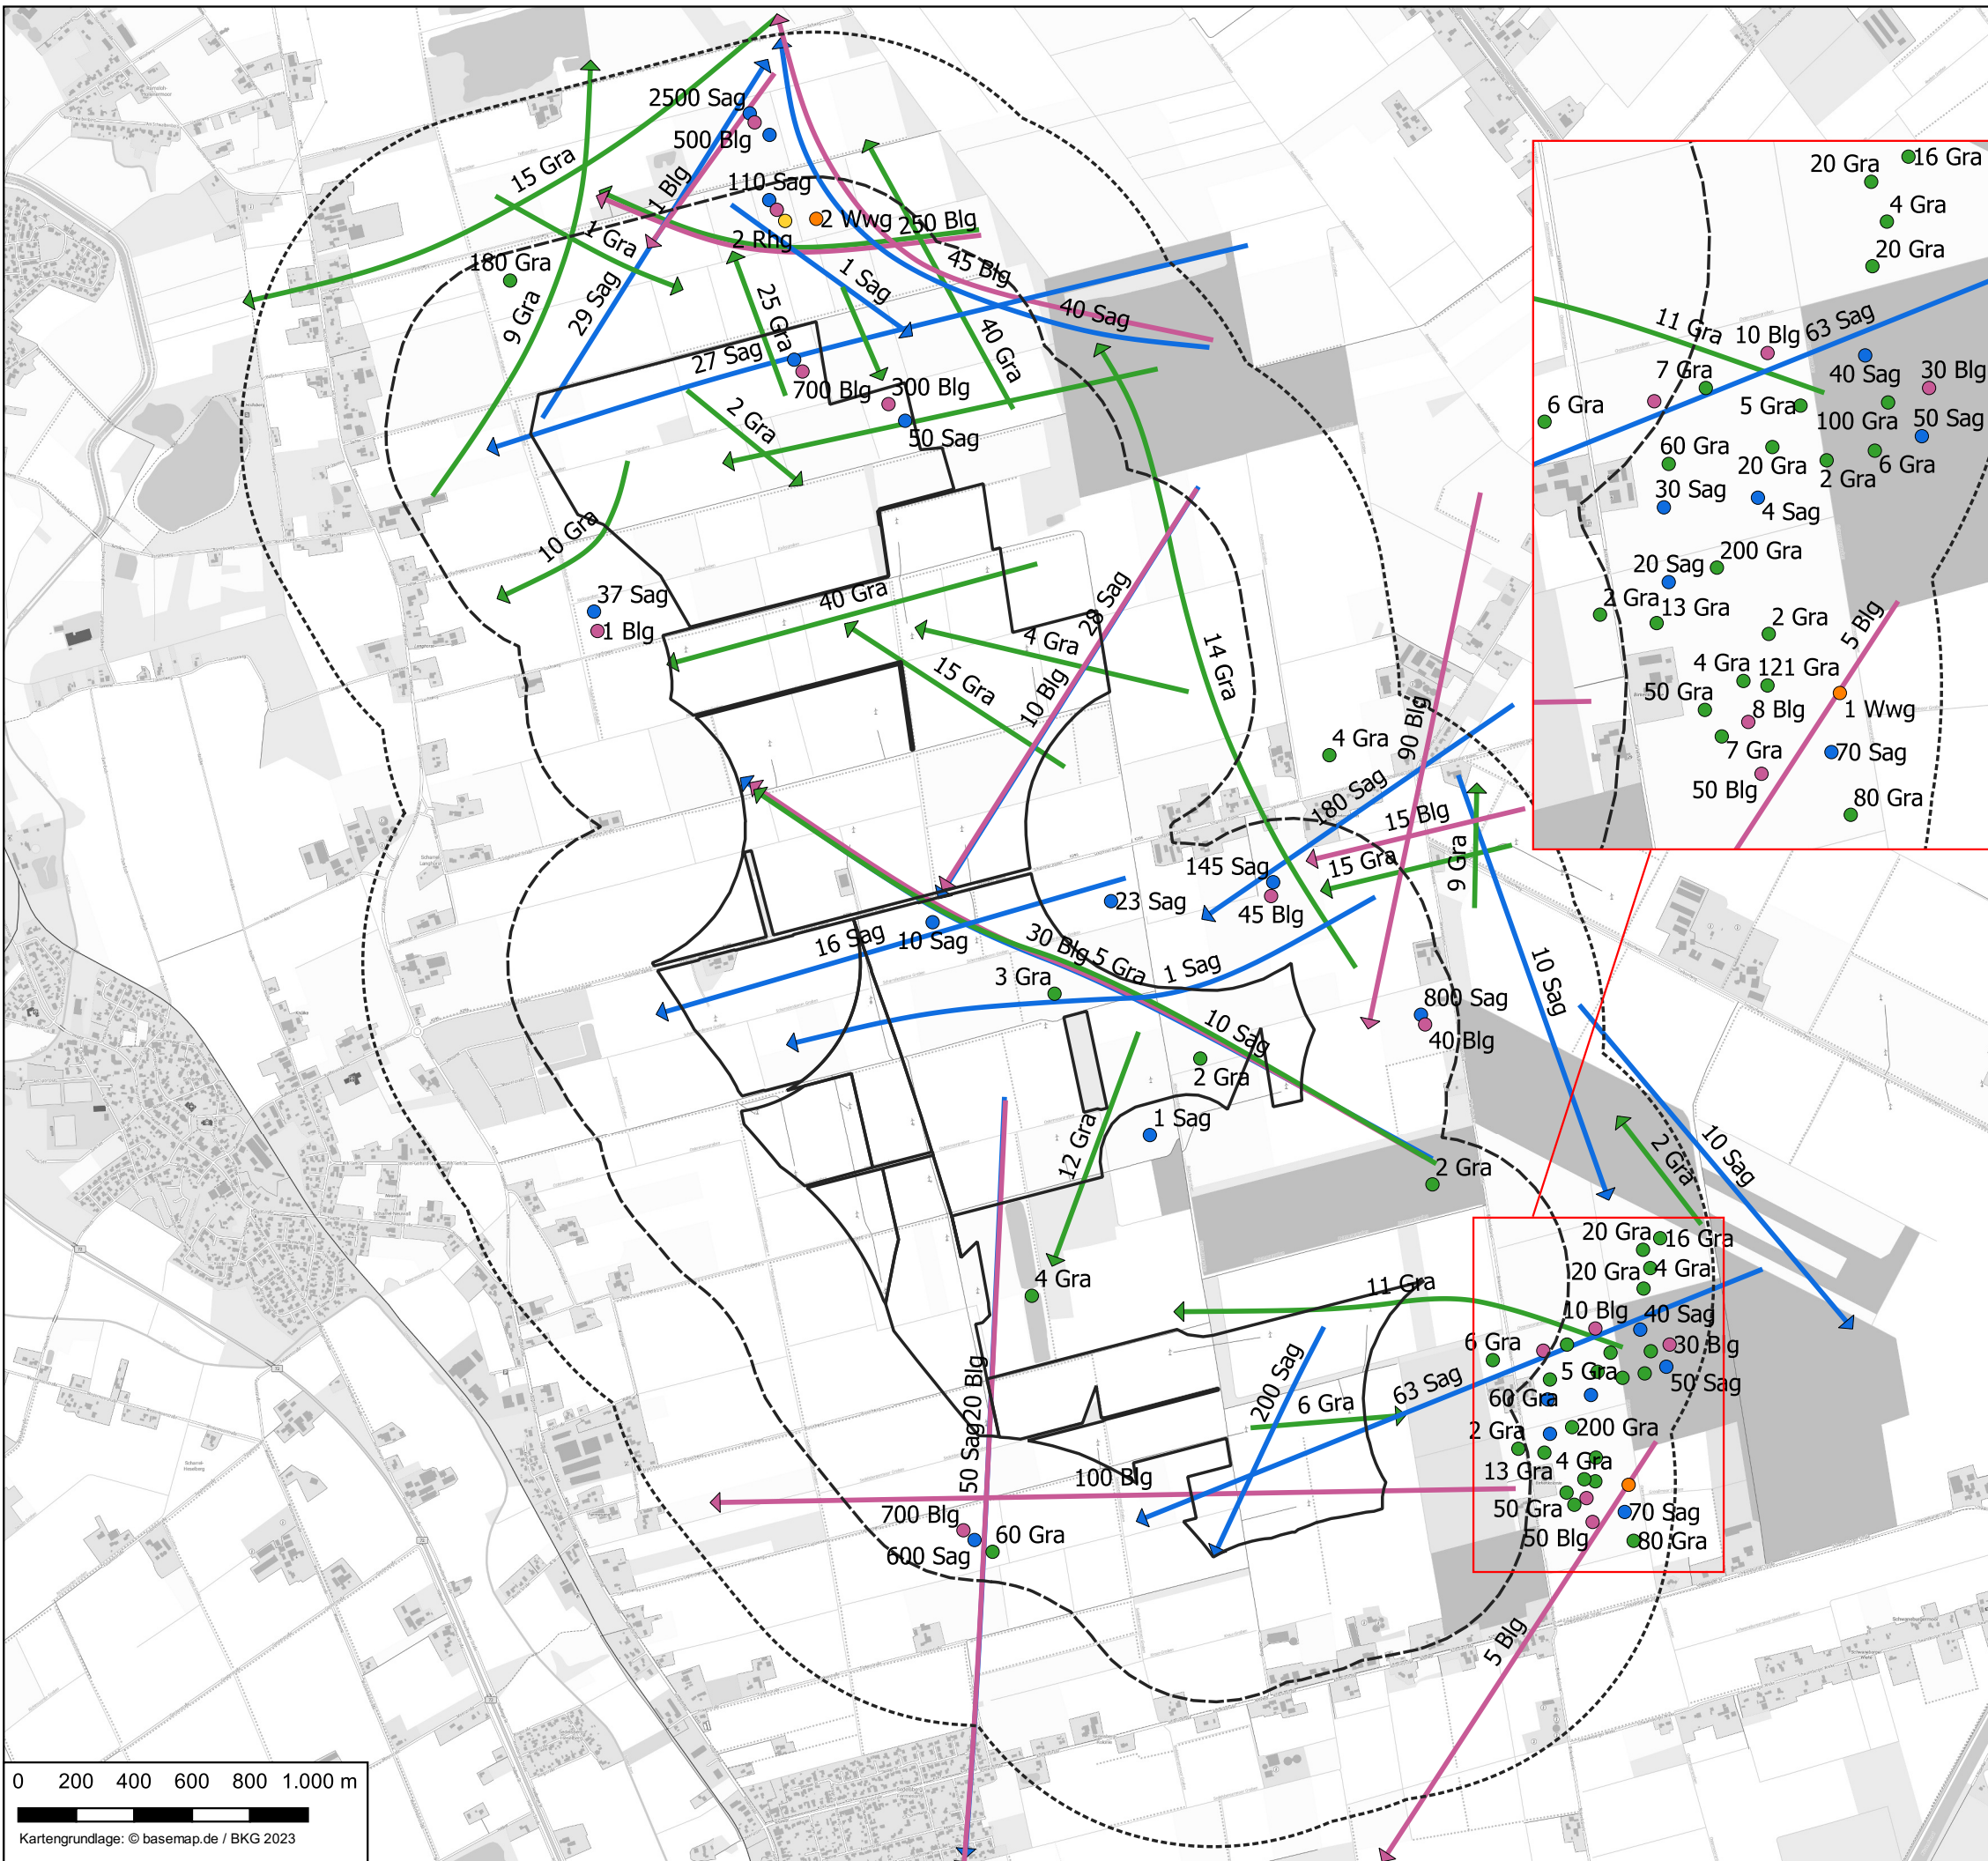 2500 Sag
500 Blg
15 Gra
1 Blg
110 Sag
2 Wwg
250 Blg
2 Rhg
1 Gra
180 Gra
9 Gra
29 Sag
1 Sag
45 Blg
40 Sag
25 Gra
40 Gra
27 Sag
700 Blg
300 Blg
2 Gra
50 Sag
10 Gra
37 Sag
1 Blg
40 Gra
28 Sag
4 Gra
15 Gra
10 Blg
14 Gra
4 Gra
90 Blg
180 Sag
15 Blg
15 Gra
9 Gra
145 Sag
45 Blg
23 Sag
16 Sag
10 Sag
30 Blg
5 Gra
1 Sag
3 Gra
10 Sag
800 Sag
40 Blg
10 Sag
2 Gra
1 Sag
12 Gra
2 Gra
2 Gra
10 Sag
4 Gra
11 Gra
20 Gra
16 Gra
20 Gra
4 Gra
10 Blg
40 Sag
6 Gra
30 Blg
5 Gra
50 Sag
60 Gra
200 Sag
6 Gra
63 Sag
2 Gra
200 Gra
13 Gra
4 Gra
50 Gra
70 Sag
50 Blg
80 Gra
20 Blg
50 Sag
100 Blg
700 Blg
600 Sag
60 Gra
5 Blg
20 Gra
16 Gra
4 Gra
20 Gra
11 Gra
10 Blg
63 Sag
7 Gra
40 Sag
30 Blg
6 Gra
5 Gra
100 Gra
50 Sag
60 Gra
20 Gra
2 Gra
6 Gra
30 Sag
4 Sag
20 Sag
200 Gra
2 Gra
13 Gra
2 Gra
5 Blg
4 Gra
121 Gra
50 Gra
8 Blg
1 Wwg
7 Gra
70 Sag
50 Blg
80 Gra
0 200 400 600 800 1.000 m
Kartengrundlage: © basemap.de / BKG 2023